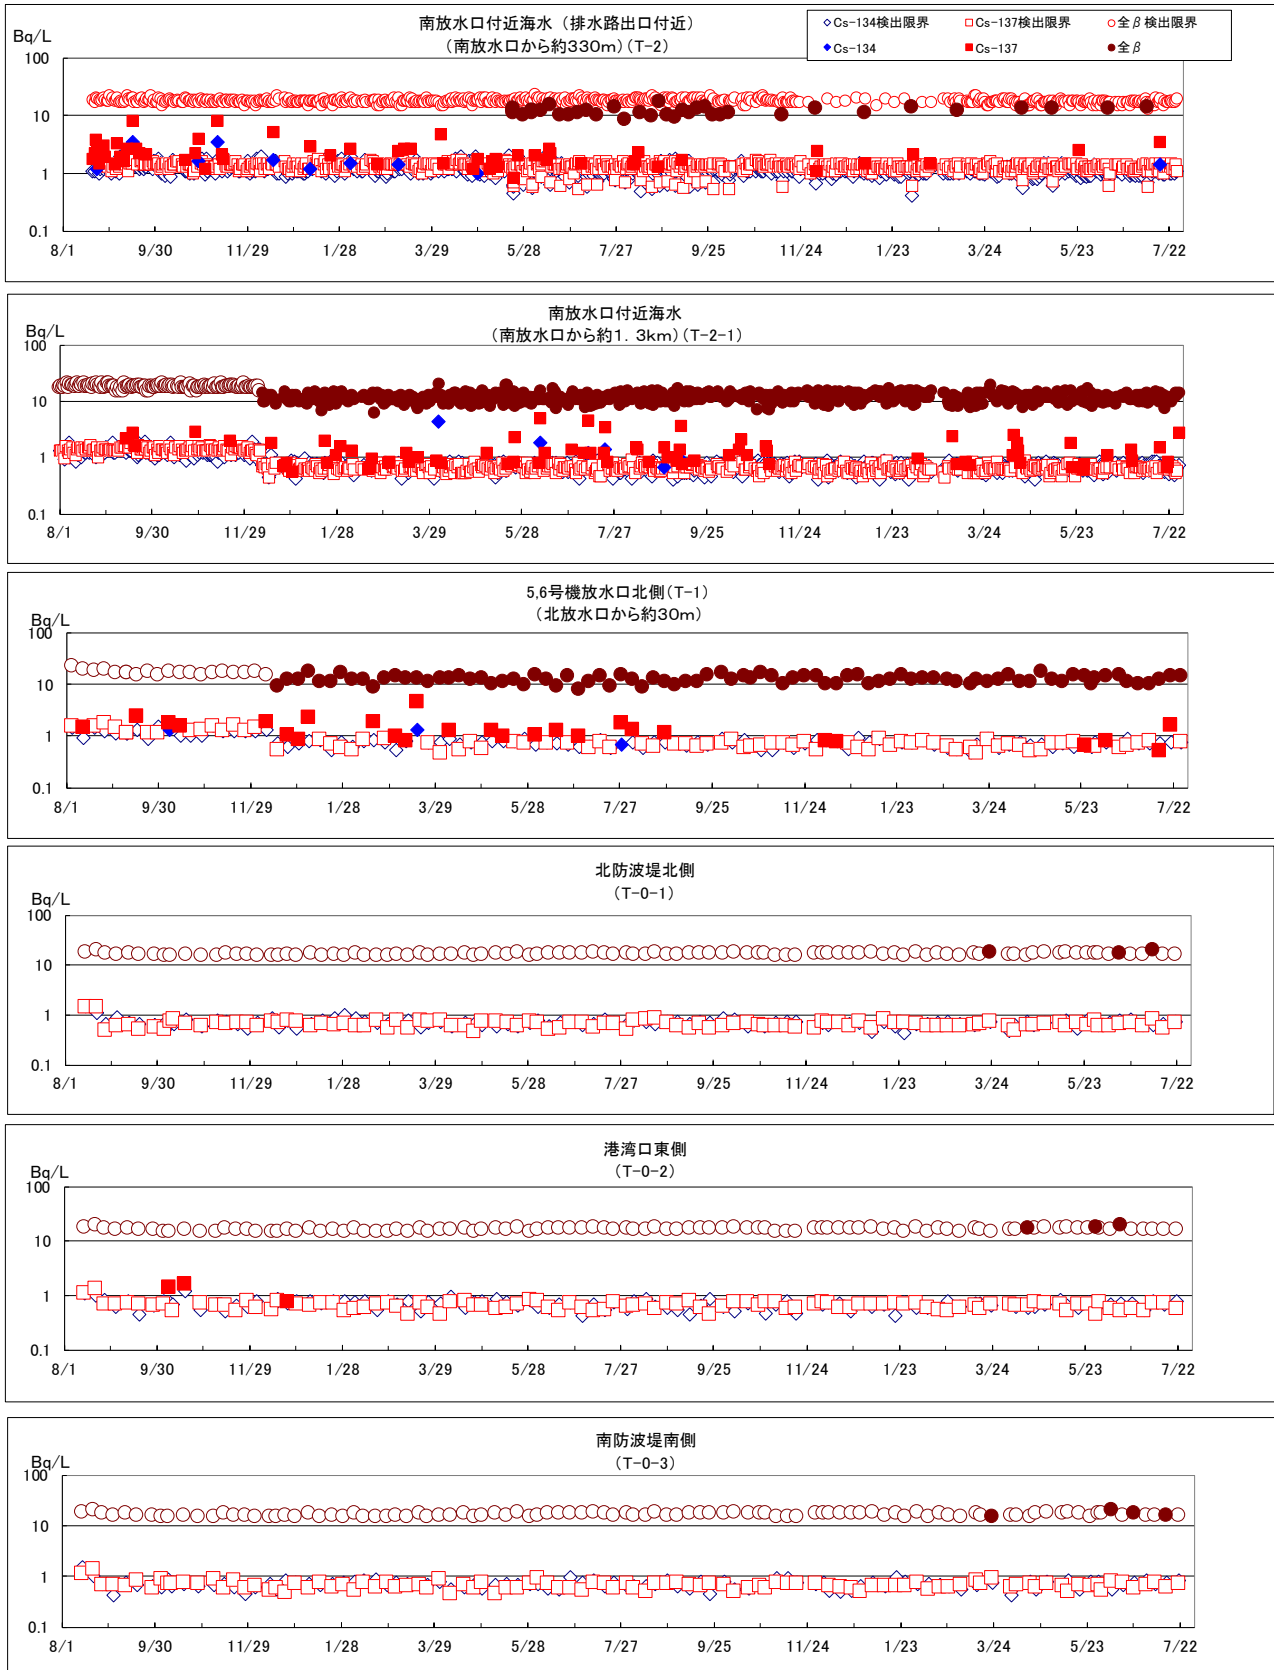 南放水口付近海水（排水路出口付近）
（南放水口から約330m）(T-2)
◇Cs-134検出限界 □Cs-137検出限界 ○全β検出限界
◆Cs-134 ■Cs-137 ●全β
Bq/L
100
10
1
0.1
8/1 9/30 11/29 1/28 3/29 5/28 7/27 9/25 11/24 1/23 3/24 5/23 7/22
南放水口付近海水
（南放水口から約1．3km）(T-2-1)
Bq/L
100
10
1
0.1
8/1 9/30 11/29 1/28 3/29 5/28 7/27 9/25 11/24 1/23 3/24 5/23 7/22
5,6号機放水口北側(T-1)
（北放水口から約30m）
Bq/L
100
10
1
0.1
8/1 9/30 11/29 1/28 3/29 5/28 7/27 9/25 11/24 1/23 3/24 5/23 7/22
北防波堤北側
（T-0-1）
Bq/L
100
10
1
0.1
8/1 9/30 11/29 1/28 3/29 5/28 7/27 9/25 11/24 1/23 3/24 5/23 7/22
港湾口東側
（T-0-2）
Bq/L
100
10
1
0.1
8/1 9/30 11/29 1/28 3/29 5/28 7/27 9/25 11/24 1/23 3/24 5/23 7/22
南防波堤南側
（T-0-3）
Bq/L
100
10
1
0.1
8/1 9/30 11/29 1/28 3/29 5/28 7/27 9/25 11/24 1/23 3/24 5/23 7/22